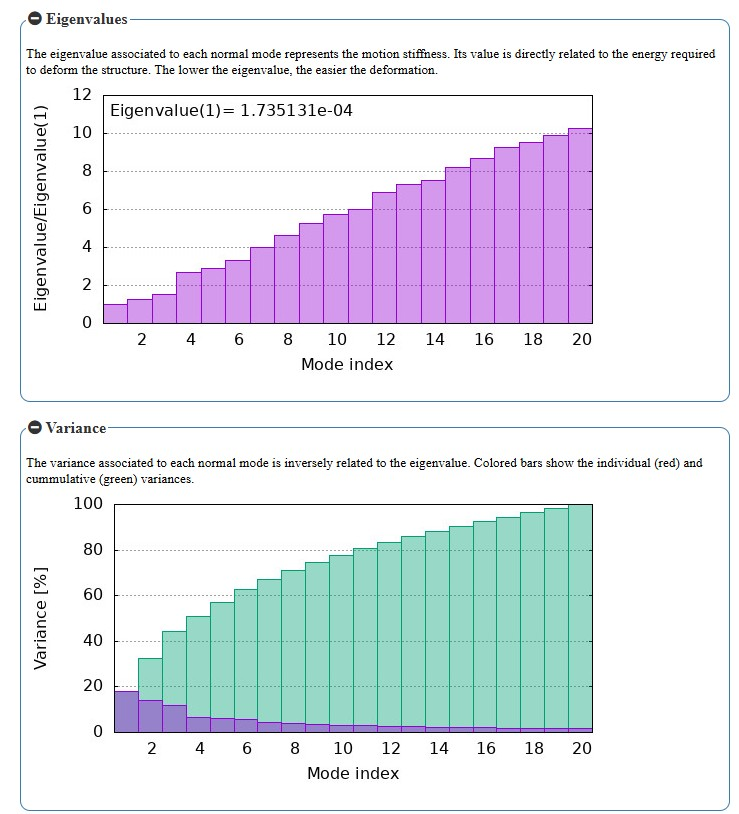 Eigenvalues
The eigenvalue associated to each normal mode represents the motion stiffness. Its value is directly related to the energy required
to deform the structure. The lower the eigenvalue, the easier the deformation.
Eigenvalue(1)= 1.735131e-04
Eigenvalue/Eigenvalue(1)
12
10
8
6
4
2
0
2 4 6 8 10 12 14 16 18 20
Mode index
Variance
The variance associated to each normal mode is inversely related to the eigenvalue. Colored bars show the individual (red) and
cummulative (green) variances.
Variance [%]
100
80
60
40
20
0
2 4 6 8 10 12 14 16 18 20
Mode index